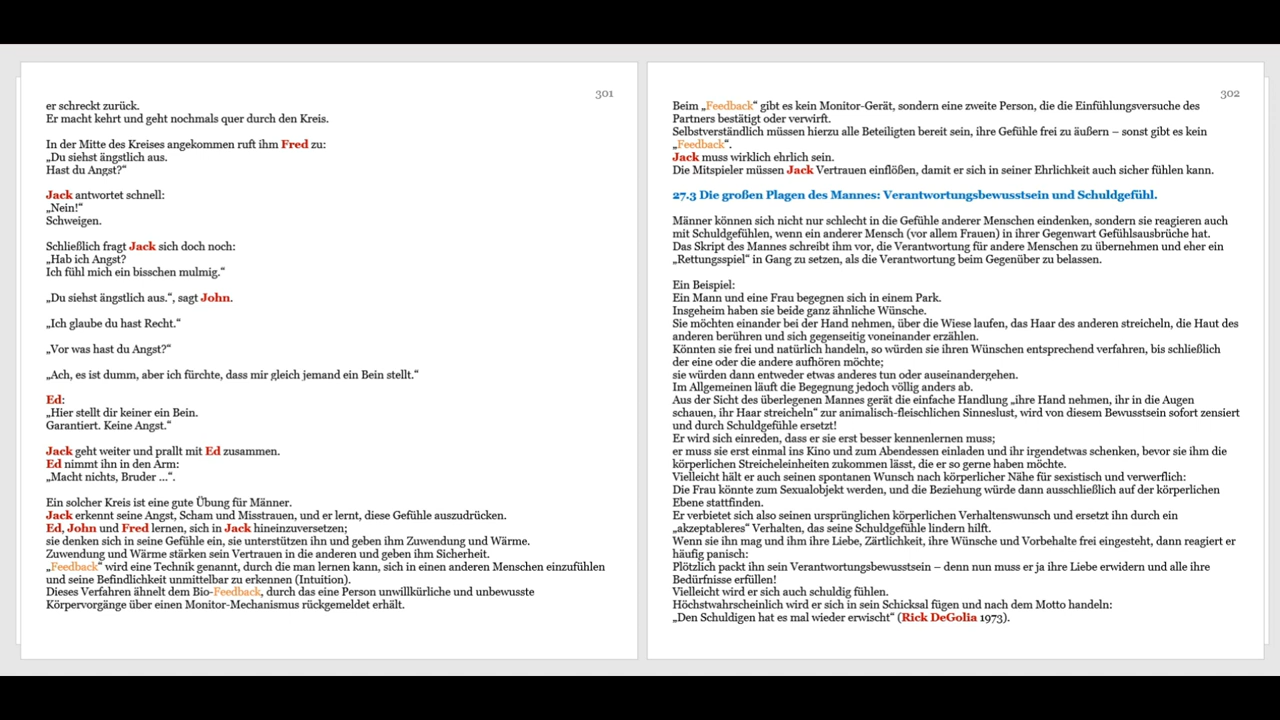 301
er schreckt zurück.
Er macht kehrt und geht nochmals quer durch den Kreis.
In der Mitte des Kreises angekommen ruft ihm Fred zu:
„Du siehst ängstlich aus.
Hast du Angst?“
Jack antwortet schnell:
„Nein!“
Schweigen.
Schließlich fragt Jack sich doch noch:
„Hab ich Angst?
Ich fühl mich ein bisschen mulmig.“
„Du siehst ängstlich aus.“, sagt John.
„Ich glaube du hast Recht.“
„Vor was hast du Angst?“
„Ach, es ist dumm, aber ich fürchte, dass mir gleich jemand ein Bein stellt.“
Ed:
„Hier stellt dir keiner ein Bein.
Garantiert. Keine Angst.“
Jack geht weiter und prallt mit Ed zusammen.
Ed nimmt ihn in den Arm:
„Macht nichts, Bruder ...“.
Ein solcher Kreis ist eine gute Übung für Männer.
Jack erkennt seine Angst, Scham und Misstrauen, und er lernt, diese Gefühle auszudrücken.
Ed, John und Fred lernen, sich in Jack hineinzuversetzen;
sie denken sich in seine Gefühle ein, sie unterstützen ihn und geben ihm Zuwendung und Wärme.
Zuwendung und Wärme stärken sein Vertrauen in die anderen und geben ihm Sicherheit.
„Feedback“ wird eine Technik genannt, durch die man lernen kann, sich in einen anderen Menschen einzufühlen
und seine Befindlichkeit unmittelbar zu erkennen (Intuition).
Dieses Verfahren ähnelt dem Bio-Feedback, durch das eine Person unwillkürliche und unbewusste
Körpervorgänge über einen Monitor-Mechanismus rückgemeldet erhält.
302
Beim „Feedback“ gibt es kein Monitor-Gerät, sondern eine zweite Person, die die Einfühlungsversuche des
Partners bestätigt oder verwirft.
Selbstverständlich müssen hierzu alle Beteiligten bereit sein, ihre Gefühle frei zu äußern – sonst gibt es kein
„Feedback“.
Jack muss wirklich ehrlich sein.
Die Mitspieler müssen Jack Vertrauen einflößen, damit er sich in seiner Ehrlichkeit auch sicher fühlen kann.
27.3 Die großen Plagen des Mannes: Verantwortungsbewusstsein und Schuldgefühl.
Männer können sich nicht nur schlecht in die Gefühle anderer Menschen eindenken, sondern sie reagieren auch
mit Schuldgefühlen, wenn ein anderer Mensch (vor allem Frauen) in ihrer Gegenwart Gefühlsausbrüche hat.
Das Skript des Mannes schreibt ihm vor, die Verantwortung für andere Menschen zu übernehmen und eher ein
„Rettungsspiel“ in Gang zu setzen, als die Verantwortung beim Gegenüber zu belassen.
Ein Beispiel:
Ein Mann und eine Frau begegnen sich in einem Park.
Insgeheim haben sie beide ganz ähnliche Wünsche.
Sie möchten einander bei der Hand nehmen, über die Wiese laufen, das Haar des anderen streicheln, die Haut des
anderen berühren und sich gegenseitig voneinander erzählen.
Könnten sie frei und natürlich handeln, so würden sie ihren Wünschen entsprechend verfahren, bis schließlich
der eine oder die andere aufhören möchte;
sie würden dann entweder etwas anderes tun oder auseinandergehen.
Im Allgemeinen läuft die Begegnung jedoch völlig anders ab.
Aus der Sicht des überlegenen Mannes gerät die einfache Handlung „ihre Hand nehmen, ihr in die Augen
schauen, ihr Haar streicheln“ zur animalisch-fleischlichen Sinneslust, wird von diesem Bewusstsein sofort zensiert
und durch Schuldgefühle ersetzt!
Er wird sich einreden, dass er sie erst besser kennenlernen muss;
er muss sie erst einmal ins Kino und zum Abendessen einladen und ihr irgendetwas schenken, bevor sie ihm die
körperlichen Streicheleinheiten zukommen lässt, die er so gerne haben möchte.
Vielleicht hält er auch seinen spontanen Wunsch nach körperlicher Nähe für sexistisch und verwerflich:
Die Frau könnte zum Sexualobjekt werden, und die Beziehung würde dann ausschließlich auf der körperlichen
Ebene stattfinden.
Er verbietet sich also seinen ursprünglichen körperlichen Verhaltenswunsch und ersetzt ihn durch ein
„akzeptableres“ Verhalten, das seine Schuldgefühle lindern hilft.
Wenn sie ihn mag und ihm ihre Liebe, Zärtlichkeit, ihre Wünsche und Vorbehalte frei eingesteht, dann reagiert er
häufig panisch:
Plötzlich packt ihn sein Verantwortungsbewusstsein – denn nun muss er ja ihre Liebe erwidern und alle ihre
Bedürfnisse erfüllen!
Vielleicht wird er sich auch schuldig fühlen.
Höchstwahrscheinlich wird er sich in sein Schicksal fügen und nach dem Motto handeln:
„Den Schuldigen hat es mal wieder erwischt“ (Rick DeGolia 1973).